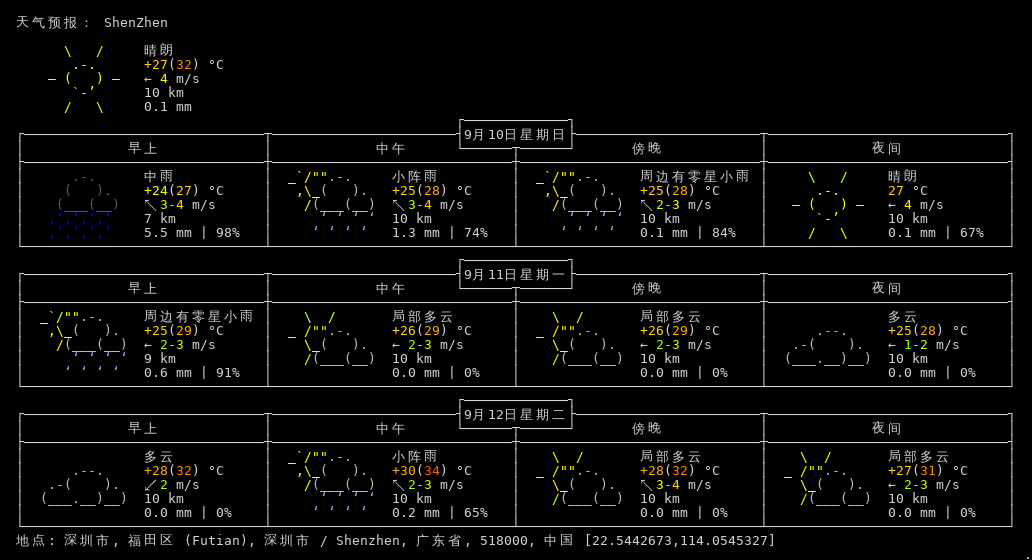 天气预报： ShenZhen
晴朗
+27(32) °C
← 4 m/s
10 km
0.1 mm
9月10日星期日
早上 中午 傍晚 夜间
中雨 小阵雨 周边有零星小雨 晴朗
+24(27) °C +25(28) °C +25(28) °C 27 °C
↖ 3-4 m/s ↖ 3-4 m/s ↖ 2-3 m/s ← 4 m/s
7 km 10 km 10 km 10 km
5.5 mm | 98% 1.3 mm | 74% 0.1 mm | 84% 0.1 mm | 67%
9月11日星期一
早上 中午 傍晚 夜间
周边有零星小雨 局部多云 局部多云 多云
+25(29) °C +26(29) °C +26(29) °C +25(28) °C
← 2-3 m/s ← 2-3 m/s ← 2-3 m/s ← 1-2 m/s
9 km 10 km 10 km 10 km
0.6 mm | 91% 0.0 mm | 0% 0.0 mm | 0% 0.0 mm | 0%
9月12日星期二
早上 中午 傍晚 夜间
多云 小阵雨 局部多云 局部多云
+28(32) °C +30(34) °C +28(32) °C +27(31) °C
↙ 2 m/s ↖ 2-3 m/s ↖ 3-4 m/s ← 2-3 m/s
10 km 10 km 10 km 10 km
0.0 mm | 0% 0.2 mm | 65% 0.0 mm | 0% 0.0 mm | 0%
地点: 深圳市, 福田区 (Futian), 深圳市 / Shenzhen, 广东省, 518000, 中国 [22.5442673,114.0545327]